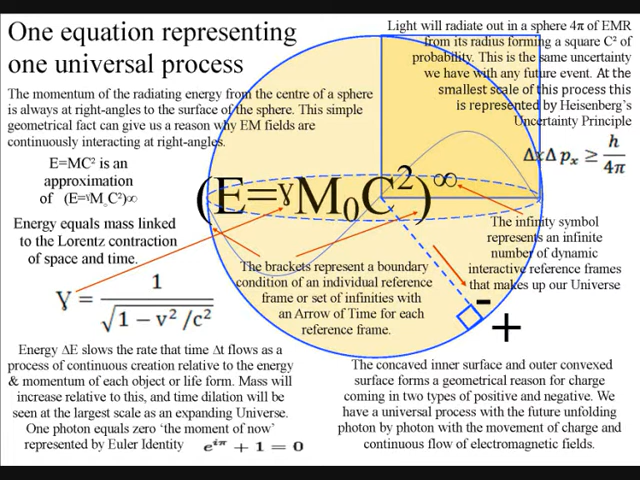 One equation representing
one universal process
The momentum of the radiating energy from the centre of a sphere
is always at right-angles to the surface of the sphere. This simple
geometrical fact can give us a reason why EM fields are
continuously interacting at right-angles.
E=MC² is an
approximation
of (E=ɣM₀C²)∞
Energy equals mass linked
to the Lorentz contraction
of space and time.
ɣ = 1 / √(1 − v²/c²)
Light will radiate out in a sphere 4π of EMR
from its radius forming a square C² of
probability. This is the same uncertainty
we have with any future event. At the
smallest scale of this process this
is represented by Heisenberg's
Uncertainty Principle
Δx Δpₓ ≥ h / 4π
(E=ɣM₀C²)∞
The infinity symbol
represents an infinite
number of dynamic
interactive reference frames
that makes up our Universe
The brackets represent a boundary
condition of an individual reference
frame or set of infinities with
an Arrow of Time for each
reference frame.
-
+
Energy ΔE slows the rate that time Δt flows as a
process of continuous creation relative to the energy
& momentum of each object or life form. Mass will
increase relative to this, and time dilation will be
seen at the largest scale as an expanding Universe.
One photon equals zero 'the moment of now'
represented by Euler Identity e^iπ + 1 = 0
The concaved inner surface and outer convexed
surface forms a geometrical reason for charge
coming in two types of positive and negative. We
have a universal process with the future unfolding
photon by photon with the movement of charge and
continuous flow of electromagnetic fields.